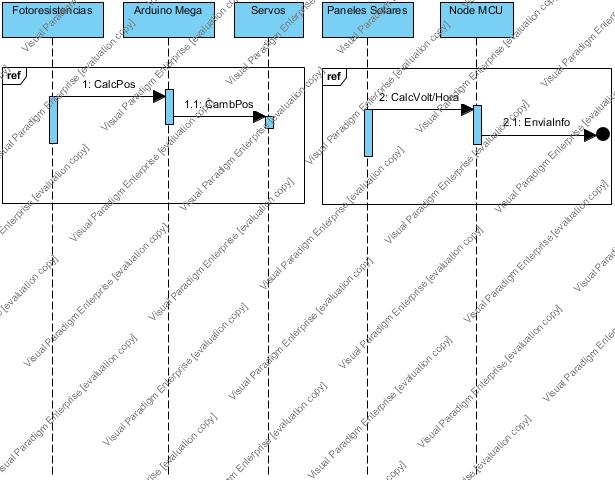 Fotoresistencias
Arduino Mega
Servos
Paneles Solares
Node MCU
ref
1: CalcPos
1.1: CambPos
ref
2: CalcVolt/Hora
2.1: EnviaInfo
Visual Paradigm Enterprise [evaluation copy]